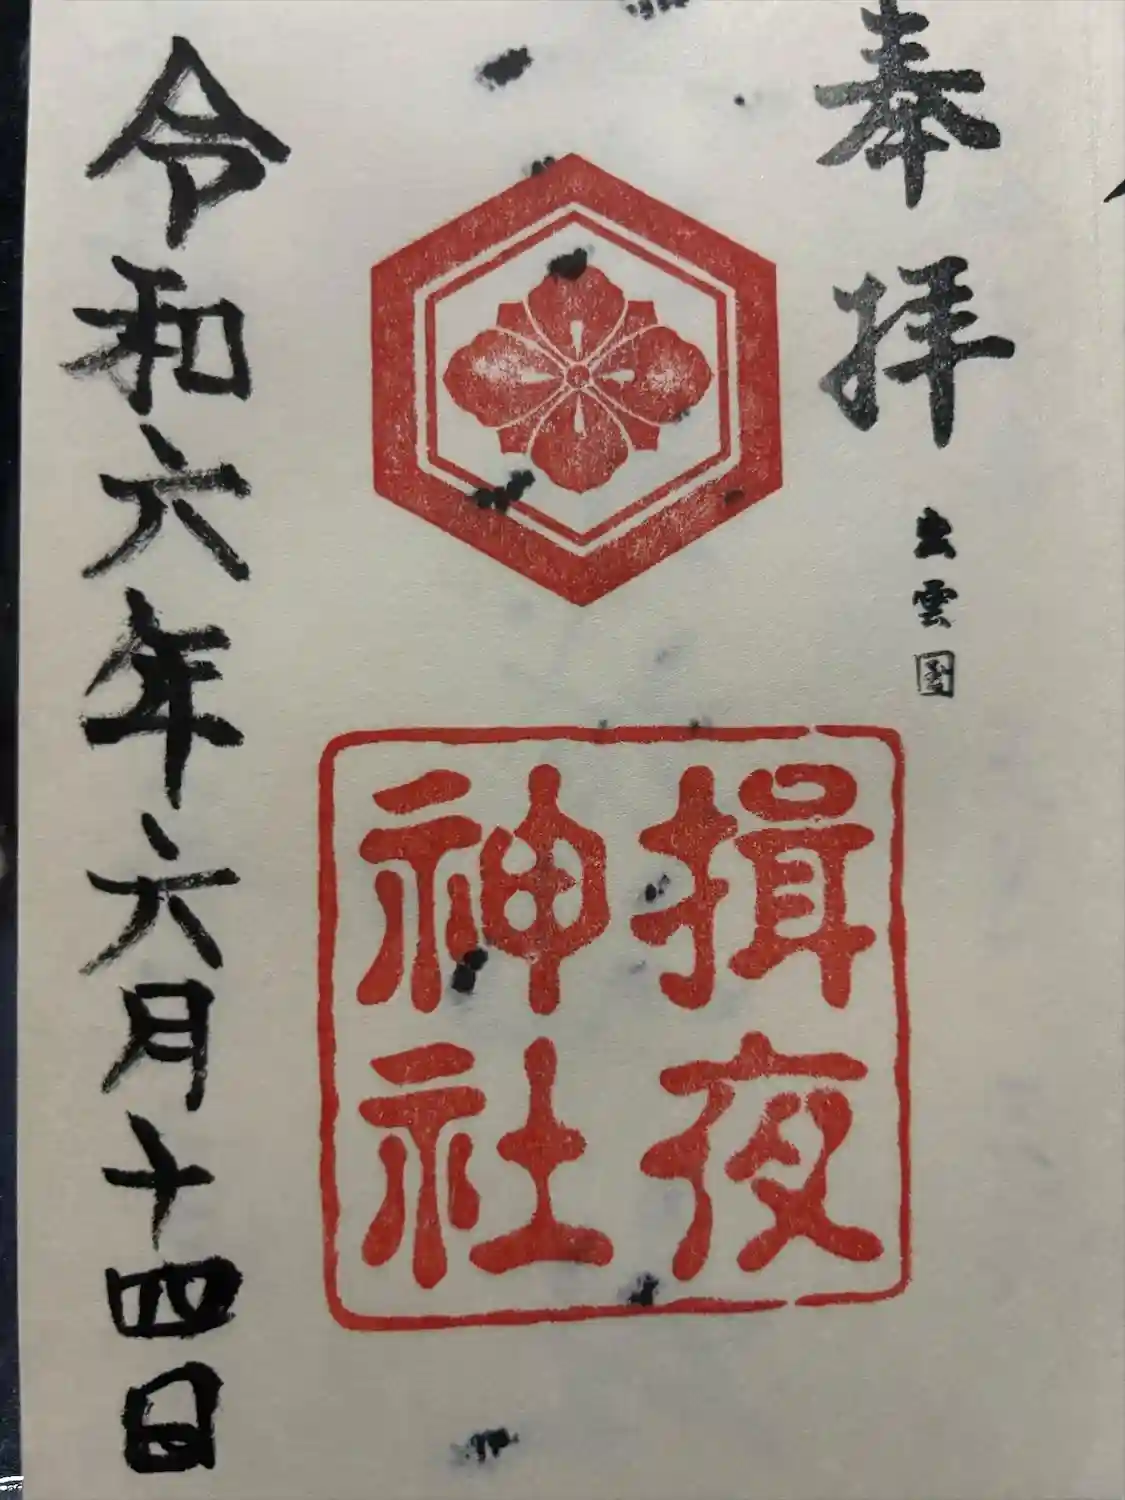 奉拝
出雲國
揖夜
神社
令和六年六月十四日